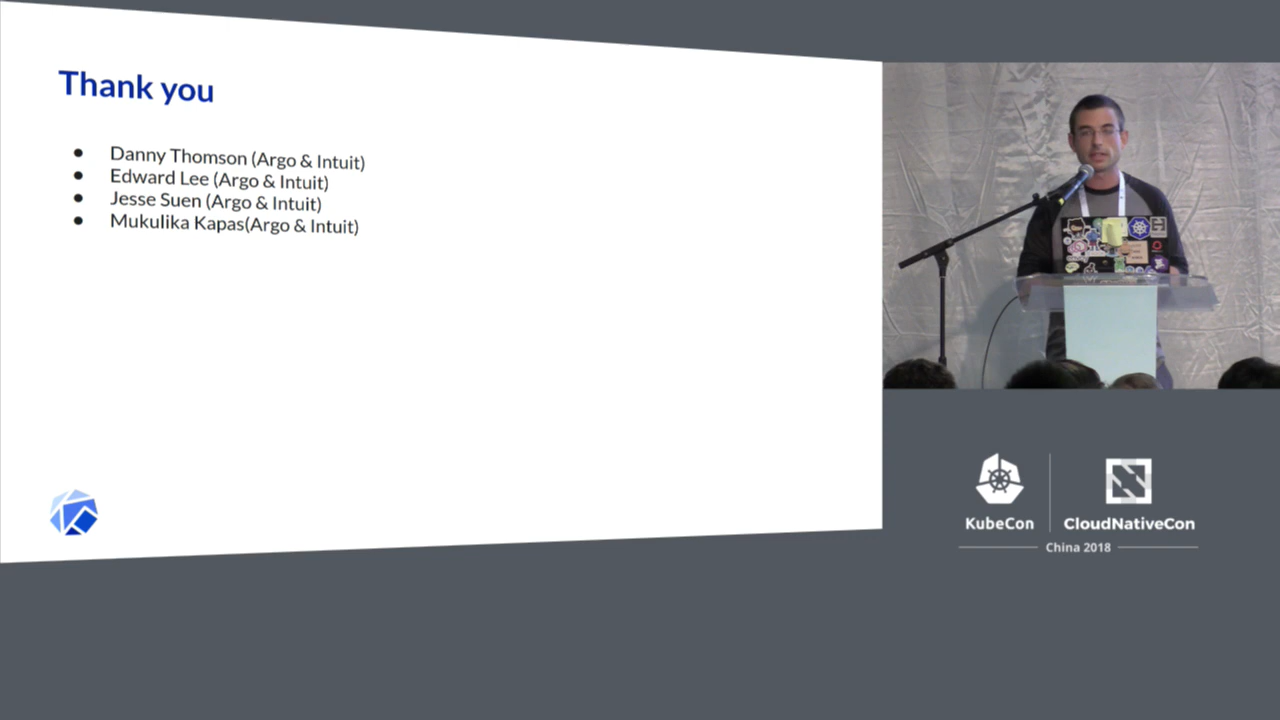 Thank you
● Danny Thomson (Argo & Intuit)
● Edward Lee (Argo & Intuit)
● Jesse Suen (Argo & Intuit)
● Mukulika Kapas(Argo & Intuit)
KubeCon
CloudNativeCon
China 2018